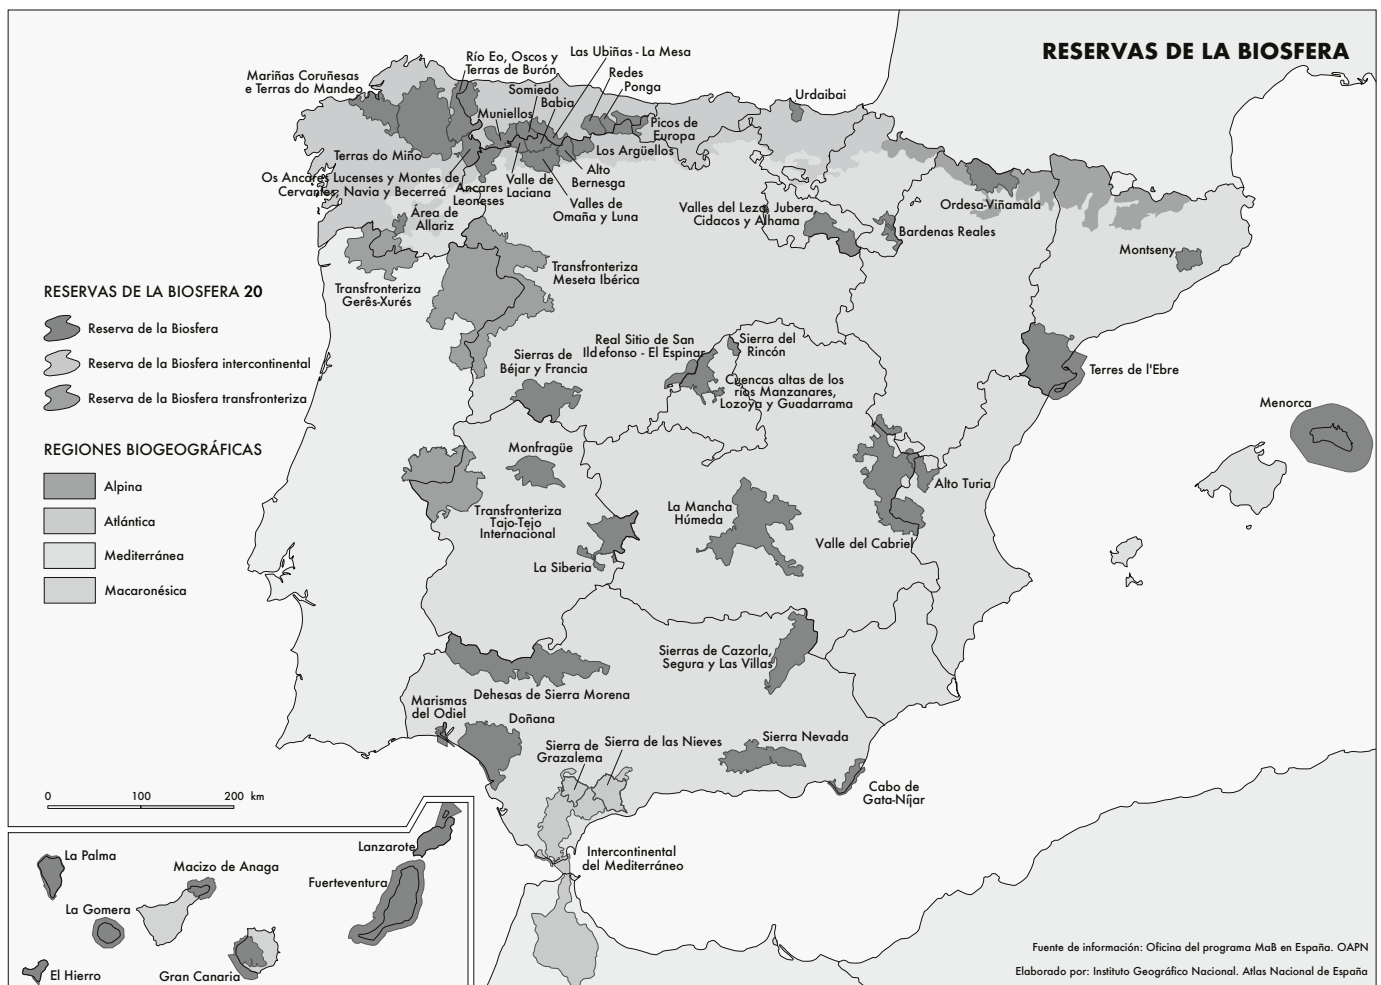 RESERVAS DE LA BIOSFERA
Mariñas Coruñesas
e Terras do Mandeo
Río Eo, Oscos y
Terras de Burón
Las Ubiñas - La Mesa
Redes
Ponga
Somiedo
Babia
Muniellos
Urdaibai
Picos de
Europa
Los Argüellos
Terras do Miño
Os Ancares Lucenses y Montes de
Cervantes, Navia y Becerreá
Ancares
Leoneses
Valle de
Laciana
Alto
Bernesga
Valles de
Omaña y Luna
Área de
Allariz
Valles del Leza, Jubera,
Cidacos y Alhama
Bardenas Reales
Ordesa-Viñamala
Montseny
Transfronteriza
Gerês-Xurés
Transfronteriza
Meseta Ibérica
RESERVAS DE LA BIOSFERA 20
Reserva de la Biosfera
Reserva de la Biosfera intercontinental
Reserva de la Biosfera transfronteriza
REGIONES BIOGEOGRÁFICAS
Alpina
Atlántica
Mediterránea
Macaronésica
Sierras de
Béjar y Francia
Real Sitio de San
Ildefonso - El Espinar
Sierra del
Rincón
Cuencas altas de los
ríos Manzanares,
Lozoya y Guadarrama
Terres de l'Ebre
Menorca
Monfragüe
Transfronteriza
Tajo-Tejo
Internacional
La Siberia
La Mancha
Húmeda
Alto Turia
Valle del Cabriel
Sierras de Cazorla,
Segura y Las Villas
Dehesas de Sierra Morena
Marismas
del Odiel
Doñana
Sierra de
Grazalema
Sierra de las Nieves
Sierra Nevada
Cabo de
Gata-Níjar
Intercontinental
del Mediterráneo
0 100 200 km
La Palma
La Gomera
El Hierro
Macizo de Anaga
Gran Canaria
Fuerteventura
Lanzarote
Fuente de información: Oficina del programa MaB en España. OAPN
Elaborado por: Instituto Geográfico Nacional. Atlas Nacional de España